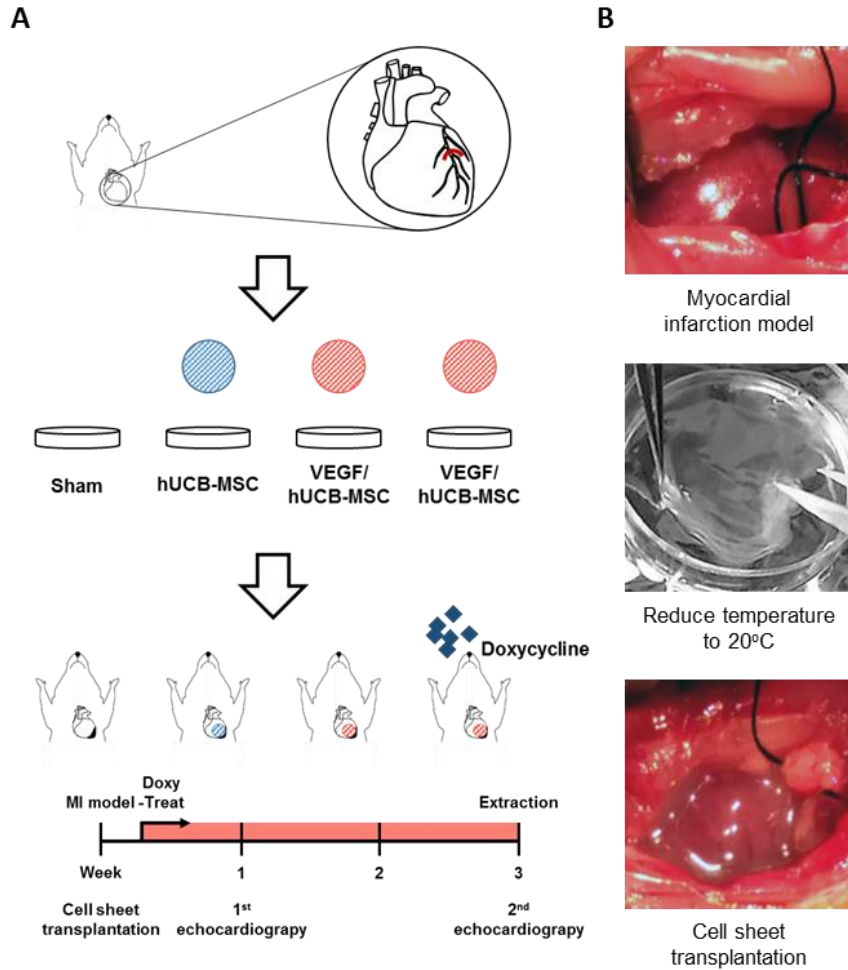 A
B
Myocardial
infarction model
Sham
hUCB-MSC
VEGF/
hUCB-MSC
VEGF/
hUCB-MSC
Reduce temperature
to 20°C
Doxycycline
Doxy
MI model -Treat
Extraction
Week
1
2
3
Cell sheet
transplantation
1st
echocardiograpy
2nd
echocardiograpy
Cell sheet
transplantation